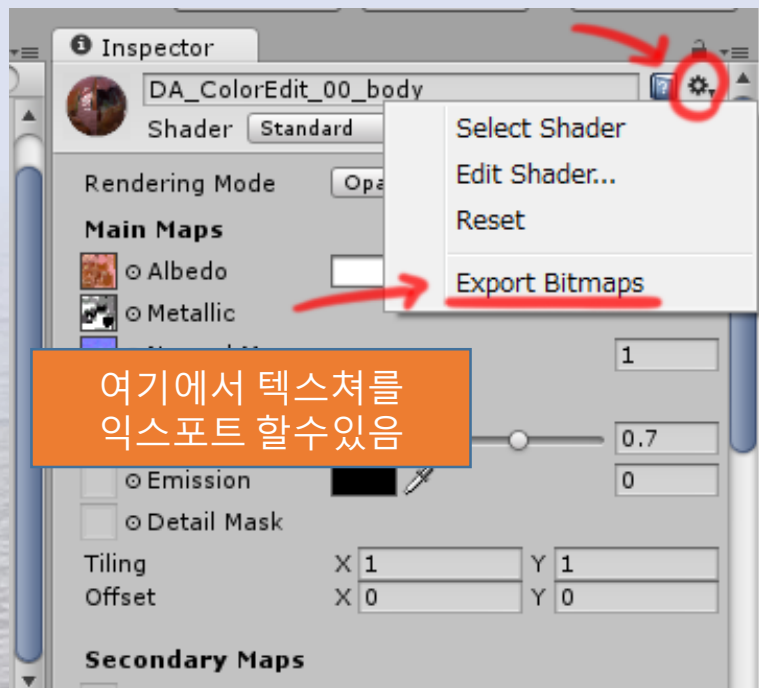 Inspector
DA_ColorEdit_00_body
Shader Standard
Select Shader
Edit Shader...
Reset
Export Bitmaps
Rendering Mode
Main Maps
Albedo
Metallic
1
여기에서 텍스쳐를
익스포트 할수있음
0.7
Emission 0
Detail Mask
Tiling X 1 Y 1
Offset X 0 Y 0
Secondary Maps